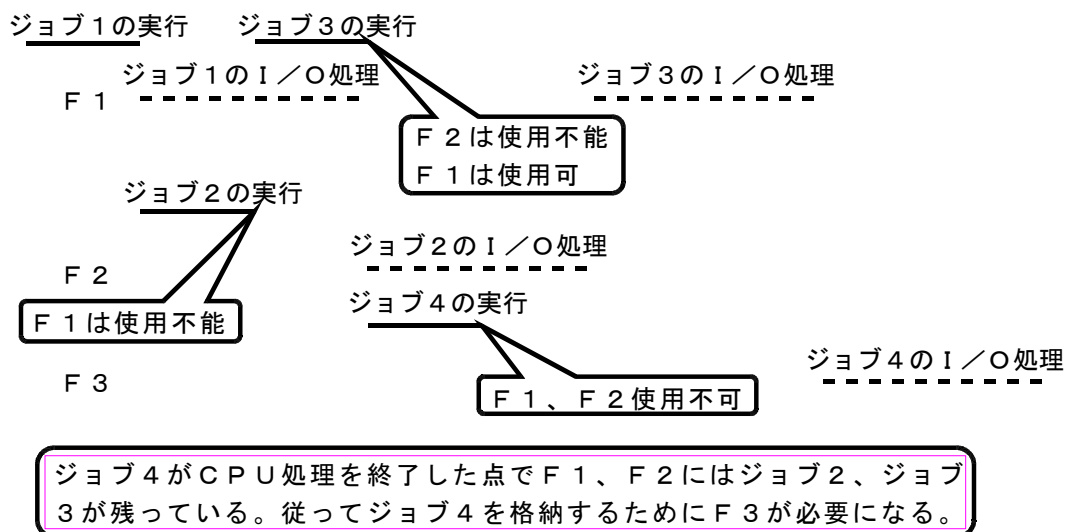 ジョブ１の実行　ジョブ３の実行
ジョブ１のＩ／Ｏ処理　ジョブ３のＩ／Ｏ処理
Ｆ１
Ｆ２は使用不能
Ｆ１は使用可
ジョブ２の実行
ジョブ２のＩ／Ｏ処理
Ｆ２
ジョブ４の実行
Ｆ１は使用不能
ジョブ４のＩ／Ｏ処理
Ｆ３
Ｆ１、Ｆ２使用不可
ジョブ４がＣＰＵ処理を終了した点でＦ１、Ｆ２にはジョブ２、ジョブ
３が残っている。従ってジョブ４を格納するためにＦ３が必要になる。